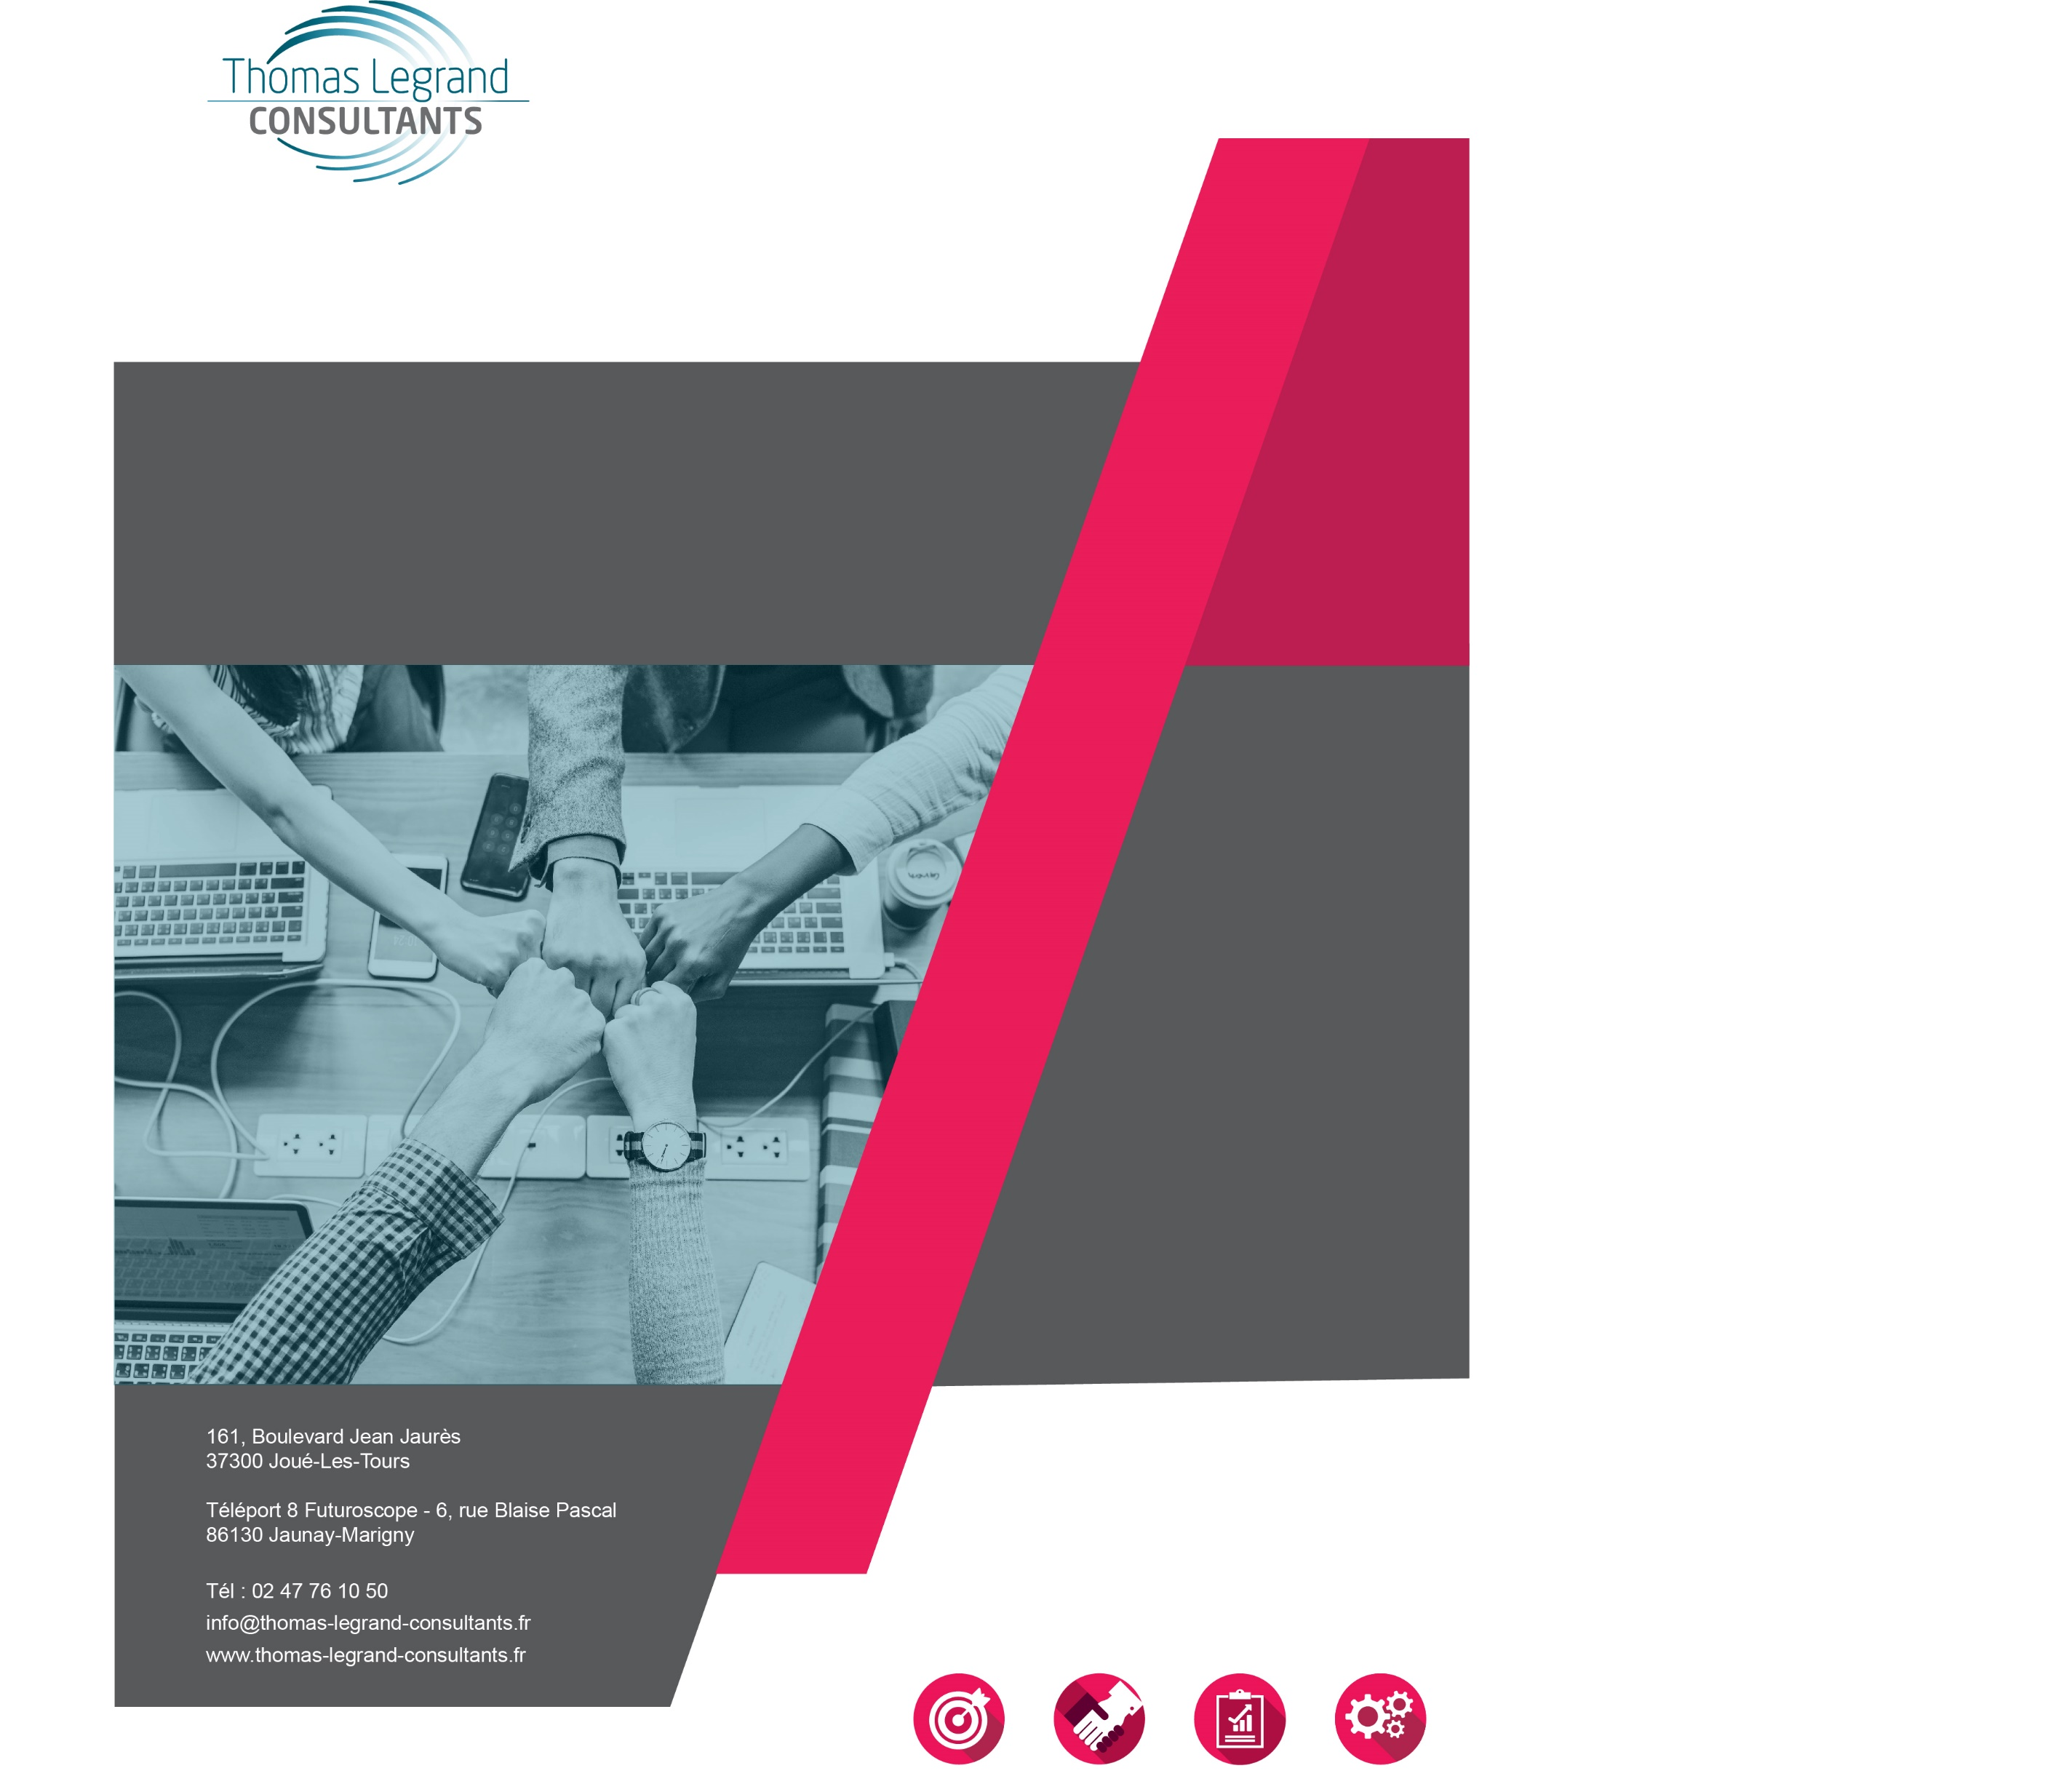 Thomas Legrand
CONSULTANTS
161, Boulevard Jean Jaurès
37300 Joué-Les-Tours
Téléport 8 Futuroscope - 6, rue Blaise Pascal
86130 Jaunay-Marigny
Tél : 02 47 76 10 50
info@thomas-legrand-consultants.fr
www.thomas-legrand-consultants.fr